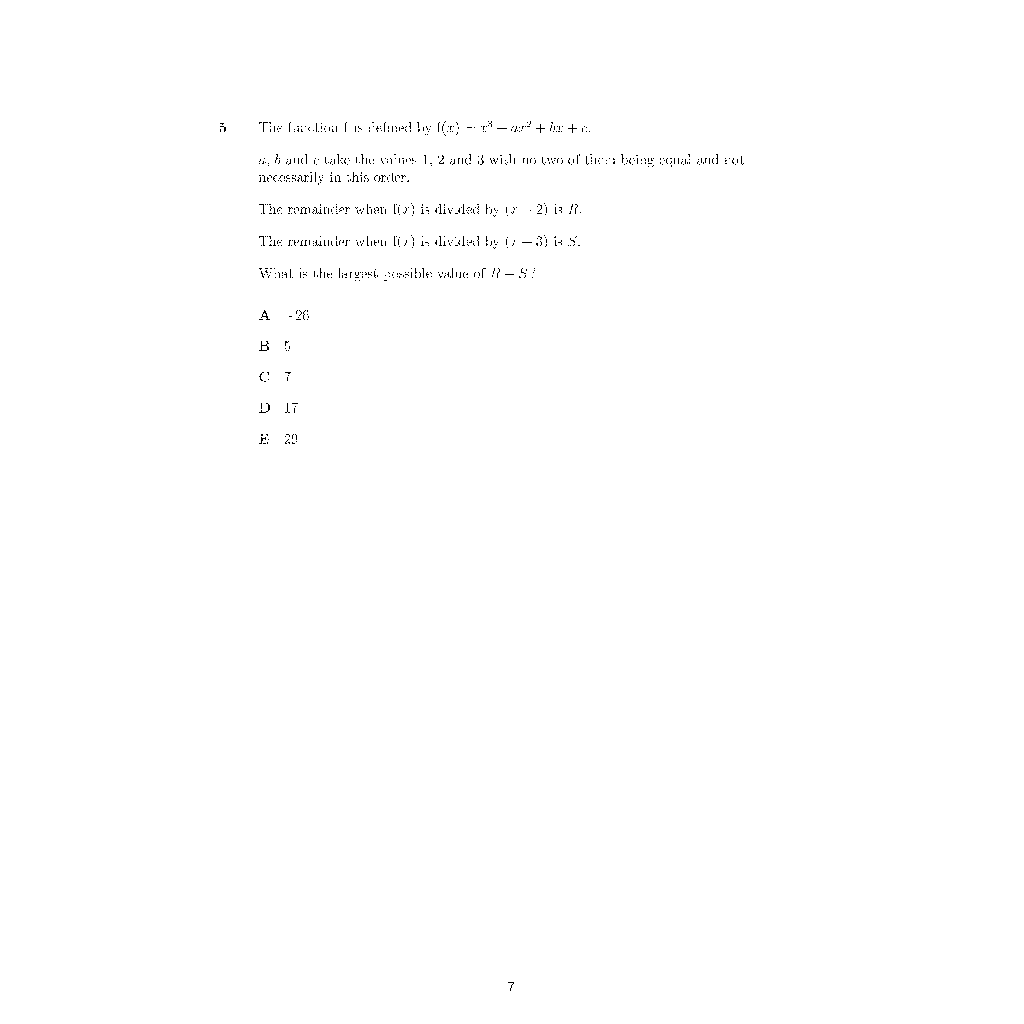 5 The function f is defined by f(x) = x³ + ax² + bx + c.
a, b and c take the values 1, 2 and 3 with no two of them being equal and not
necessarily in this order.
The remainder when f(x) is divided by (x + 2) is R.
The remainder when f(x) is divided by (x + 3) is S.
What is the largest possible value of R − S?
A −26
B 5
C 7
D 17
E 29
7